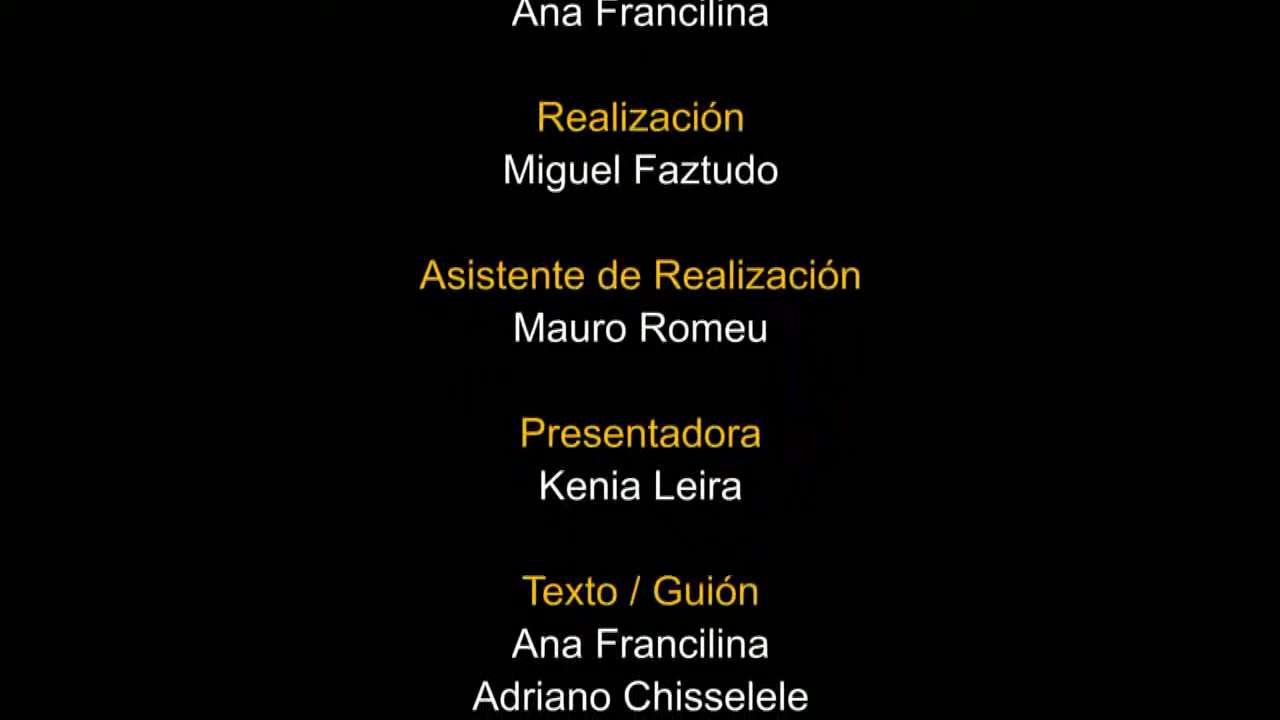 Ana Francilina
Realización
Miguel Faztudo
Asistente de Realización
Mauro Romeu
Presentadora
Kenia Leira
Texto / Guión
Ana Francilina
Adriano Chisselele